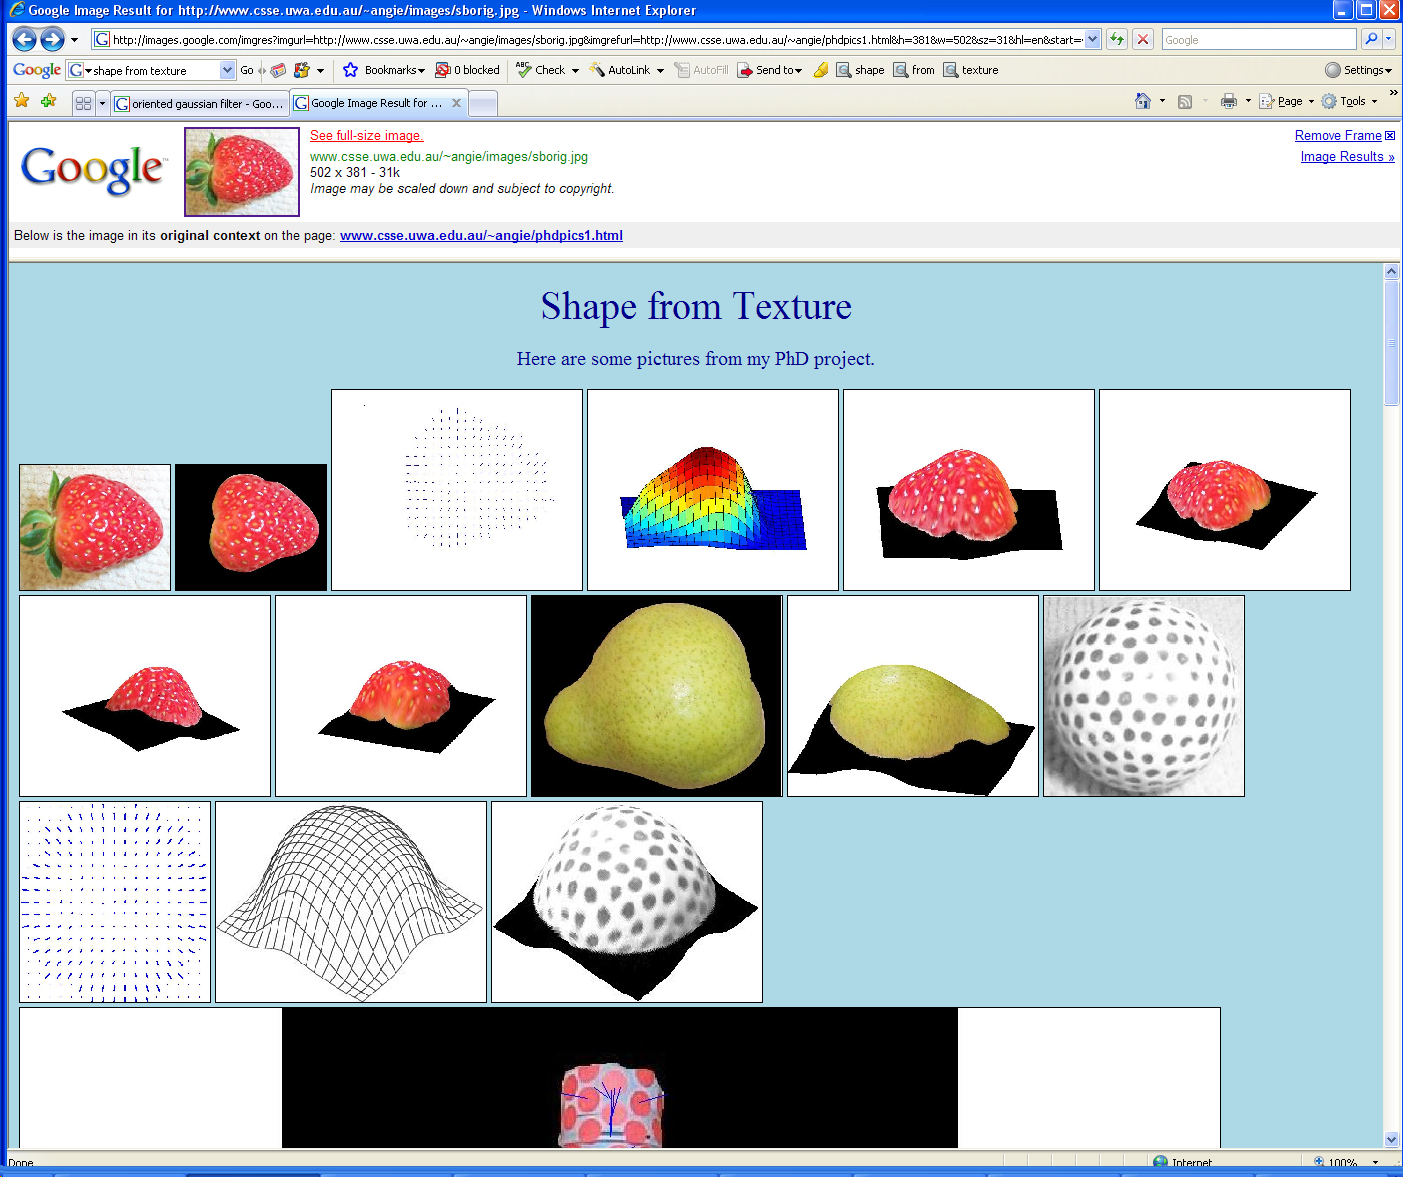 Google Image Result for http://www.csse.uwa.edu.au/~angie/images/sborig.jpg - Windows Internet Explorer
http://images.google.com/imgres?imgurl=http://www.csse.uwa.edu.au/~angie/images/sborig.jpg&imgrefurl=http://www.csse.uwa.edu.au/~angie/phdpics1.html&h=381&w=502&sz=31&hl=en&start= Google
Google shape from texture Go Bookmarks 0 blocked Check AutoLink AutoFill Send to shape from texture Settings
oriented gaussian filter - Goo... Google Image Result for ... Page Tools »
Google™
See full-size image.
www.csse.uwa.edu.au/~angie/images/sborig.jpg
502 x 381 - 31k
Image may be scaled down and subject to copyright.
Remove Frame
Image Results »
Below is the image in its original context on the page: www.csse.uwa.edu.au/~angie/phdpics1.html
Shape from Texture
Here are some pictures from my PhD project.
Done Internet 100%